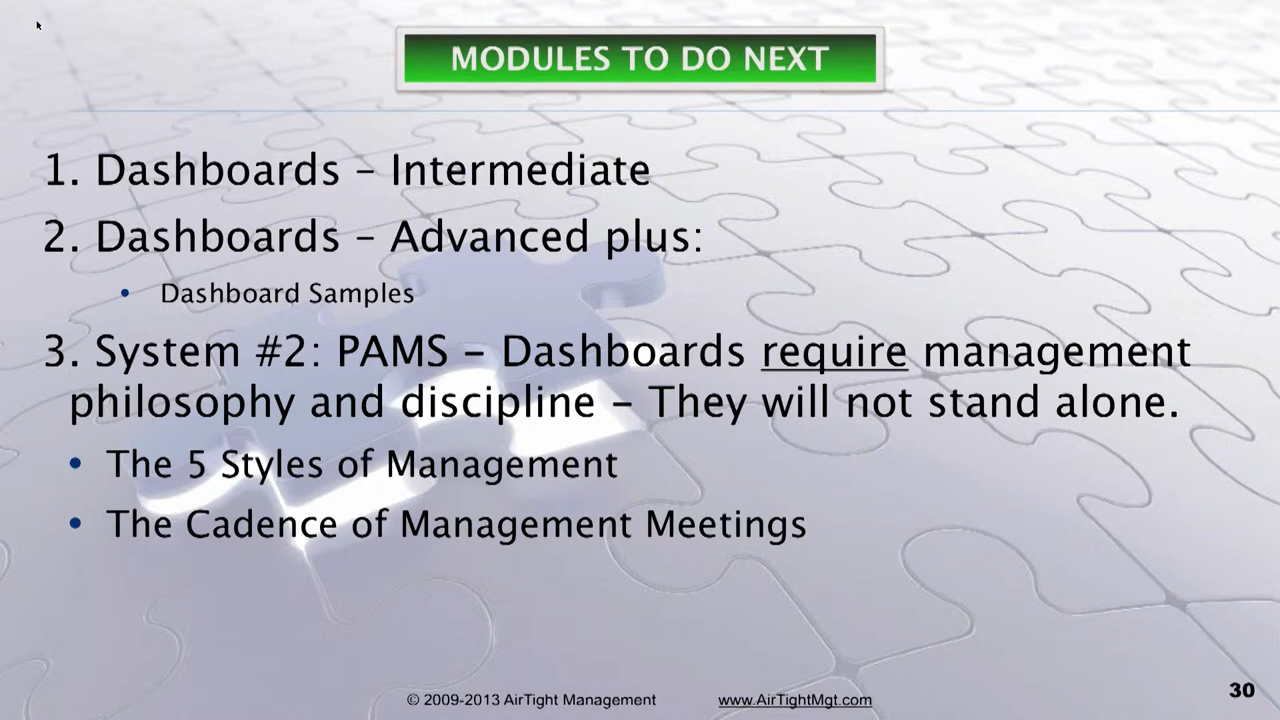 MODULES TO DO NEXT
1. Dashboards – Intermediate
2. Dashboards – Advanced plus:
• Dashboard Samples
3. System #2: PAMS – Dashboards require management
philosophy and discipline – They will not stand alone.
• The 5 Styles of Management
• The Cadence of Management Meetings
© 2009-2013 AirTight Management www.AirTightMgt.com
30